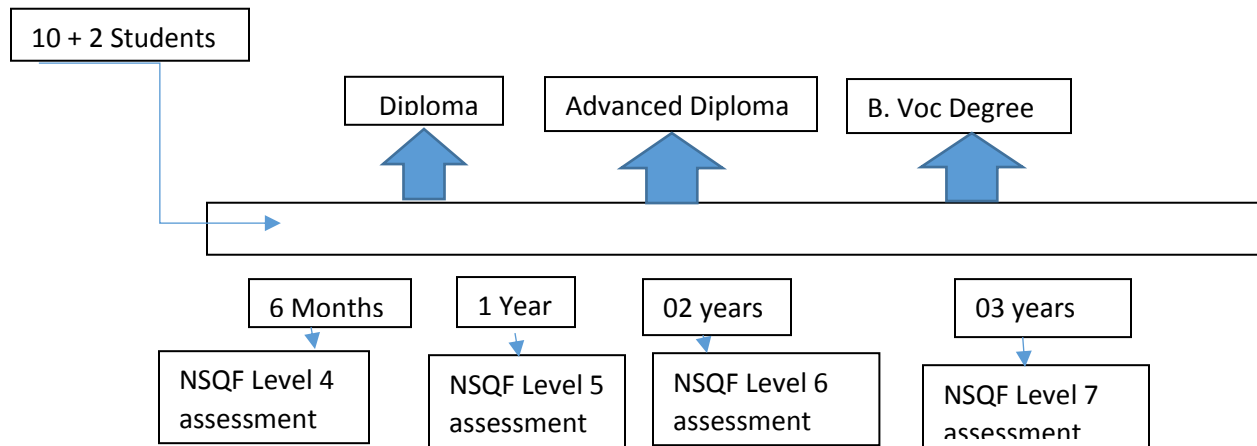 10 + 2 Students
Diploma
Advanced Diploma
B. Voc Degree
6 Months
1 Year
02 years
03 years
NSQF Level 4
assessment
NSQF Level 5
assessment
NSQF Level 6
assessment
NSQF Level 7
assessment